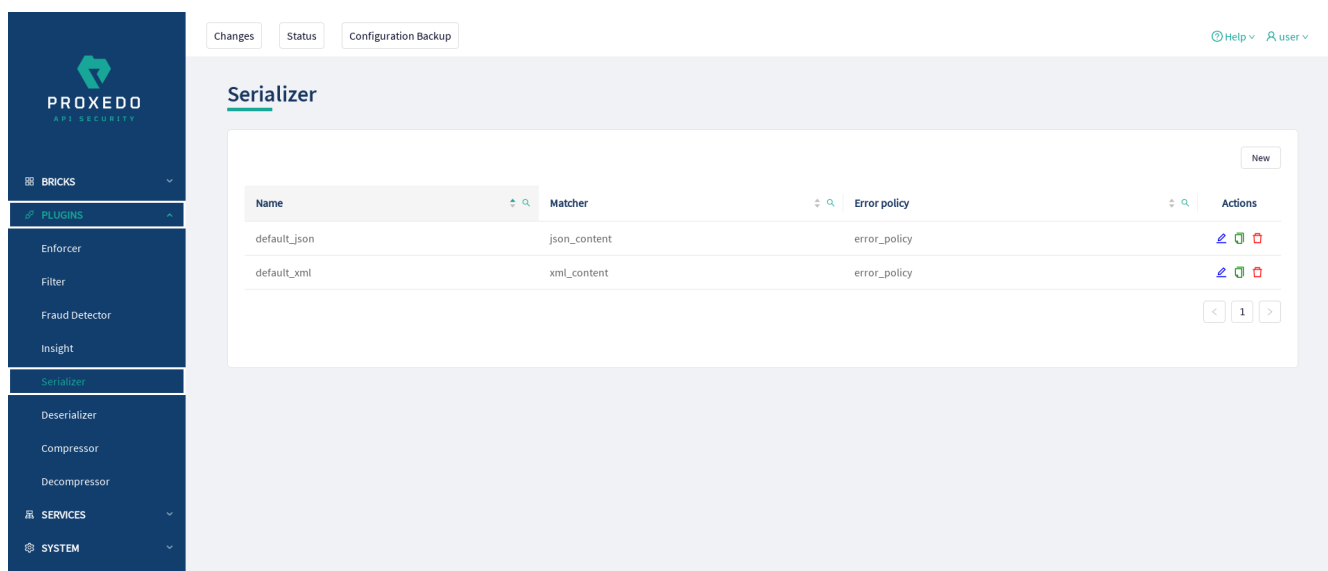 Changes Status Configuration Backup Help user
PROXEDO
API SECURITY
Serializer
New
BRICKS
PLUGINS
Enforcer
Filter
Fraud Detector
Insight
Serializer
Deserializer
Compressor
Decompressor
SERVICES
SYSTEM
Name Matcher Error policy Actions
default_json json_content error_policy
default_xml xml_content error_policy
< 1 >